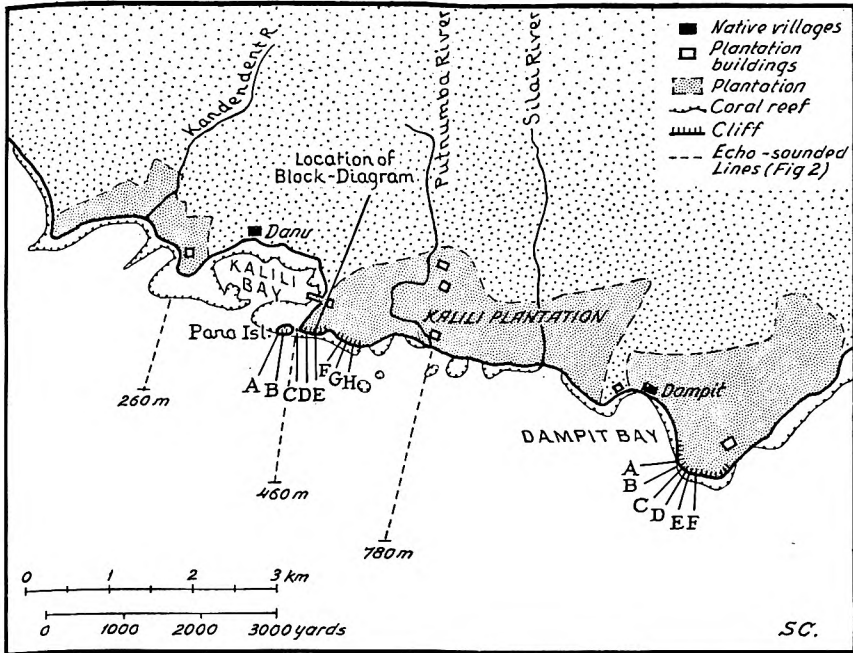 Native villages
Plantation
buildings
Plantation
Coral reef
Cliff
Echo-sounded
Lines (Fig 2)
Kandendent R.
Putnumba River
Silai River
Location of
Block-Diagram
Danu
KALILI
BAY
KALILI PLANTATION
Pana Isl.
A B C D E F G H
260 m
460 m
780 m
Dampit
DAMPIT BAY
A
B
C D E F
0 1 2 3 km
0 1000 2000 3000 yards
SC.